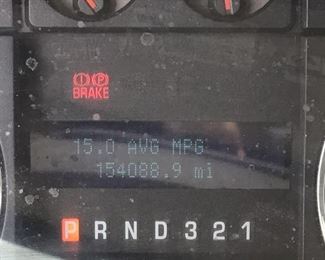 (!) (P)
BRAKE
15.0 AVG MPG
154088.9 mi
P R N D 3 2 1